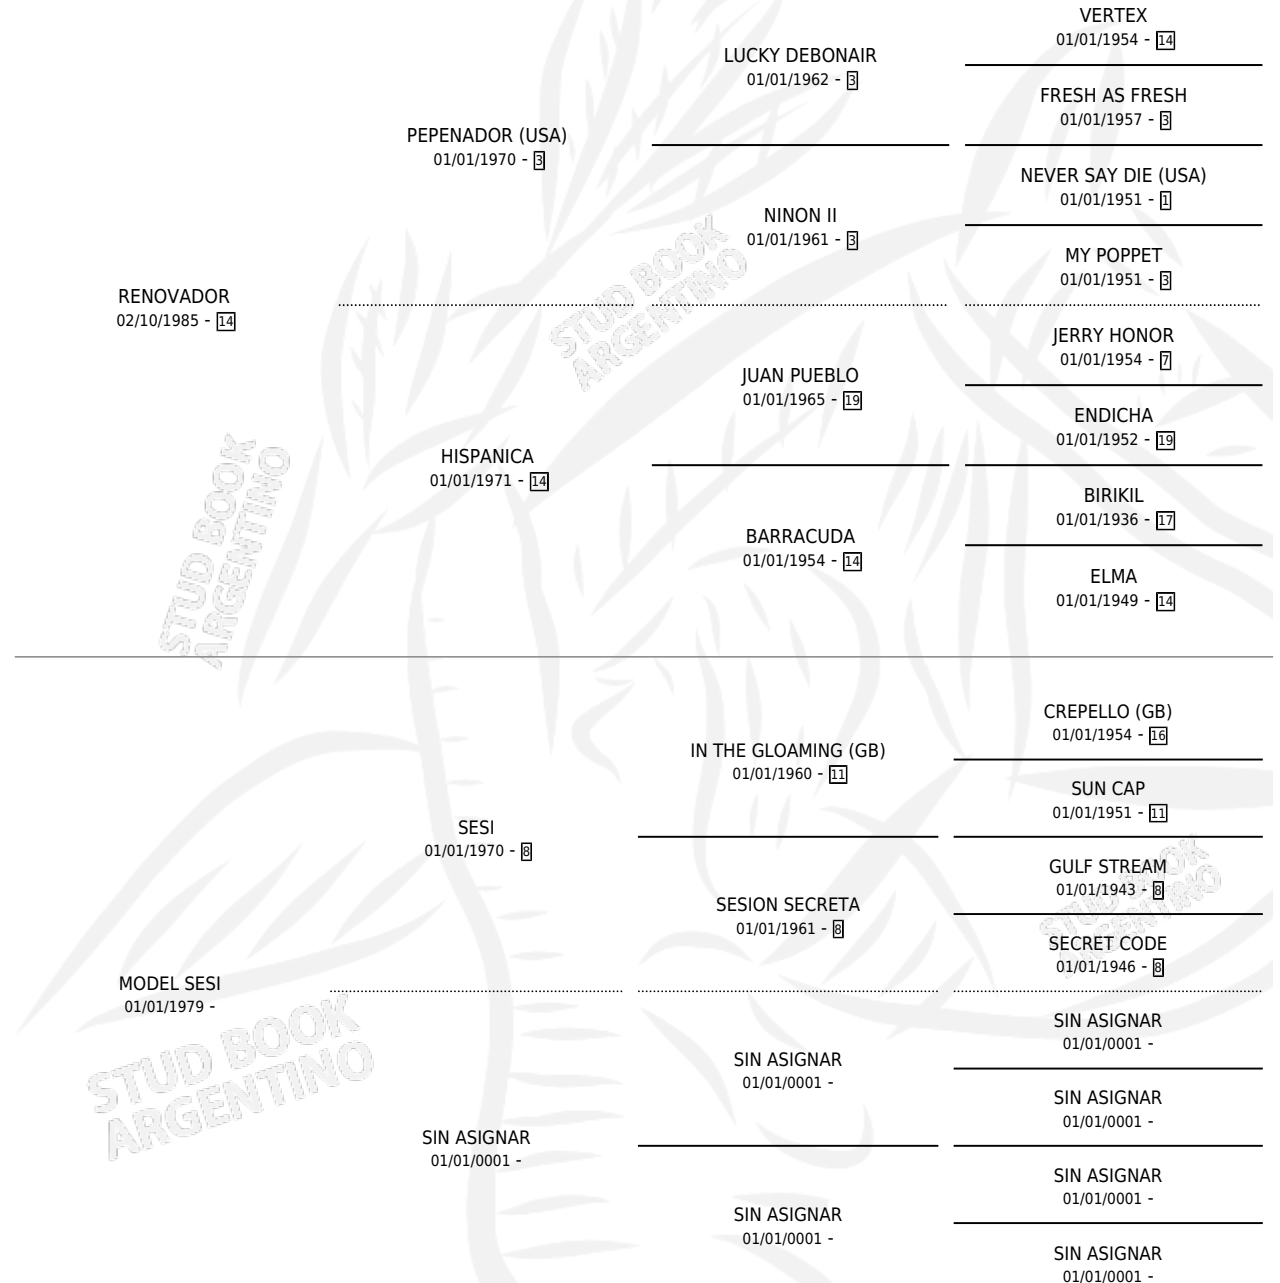 VERTEX
01/01/1954 - 14
LUCKY DEBONAIR
01/01/1962 - 3
FRESH AS FRESH
01/01/1957 - 3
PEPENADOR (USA)
01/01/1970 - 3
NEVER SAY DIE (USA)
01/01/1951 - 1
NINON II
01/01/1961 - 3
MY POPPET
01/01/1951 - 3
RENOVADOR
02/10/1985 - 14
JERRY HONOR
01/01/1954 - 7
JUAN PUEBLO
01/01/1965 - 19
ENDICHA
01/01/1952 - 19
HISPANICA
01/01/1971 - 14
BIRIKIL
01/01/1936 - 17
BARRACUDA
01/01/1954 - 14
ELMA
01/01/1949 - 14
CREPELLO (GB)
01/01/1954 - 16
IN THE GLOAMING (GB)
01/01/1960 - 11
SUN CAP
01/01/1951 - 11
SESI
01/01/1970 - 8
GULF STREAM
01/01/1943 - 8
SESION SECRETA
01/01/1961 - 8
SECRET CODE
01/01/1946 - 8
MODEL SESI
01/01/1979 -
SIN ASIGNAR
01/01/0001 -
SIN ASIGNAR
01/01/0001 -
SIN ASIGNAR
01/01/0001 -
SIN ASIGNAR
01/01/0001 -
SIN ASIGNAR
01/01/0001 -
SIN ASIGNAR
01/01/0001 -
SIN ASIGNAR
01/01/0001 -
STUD BOOK
ARGENTINO
STUD BOOK
ARGENTINO
STUD BOOK
ARGENTINO
STUD BOOK
ARGENTINO